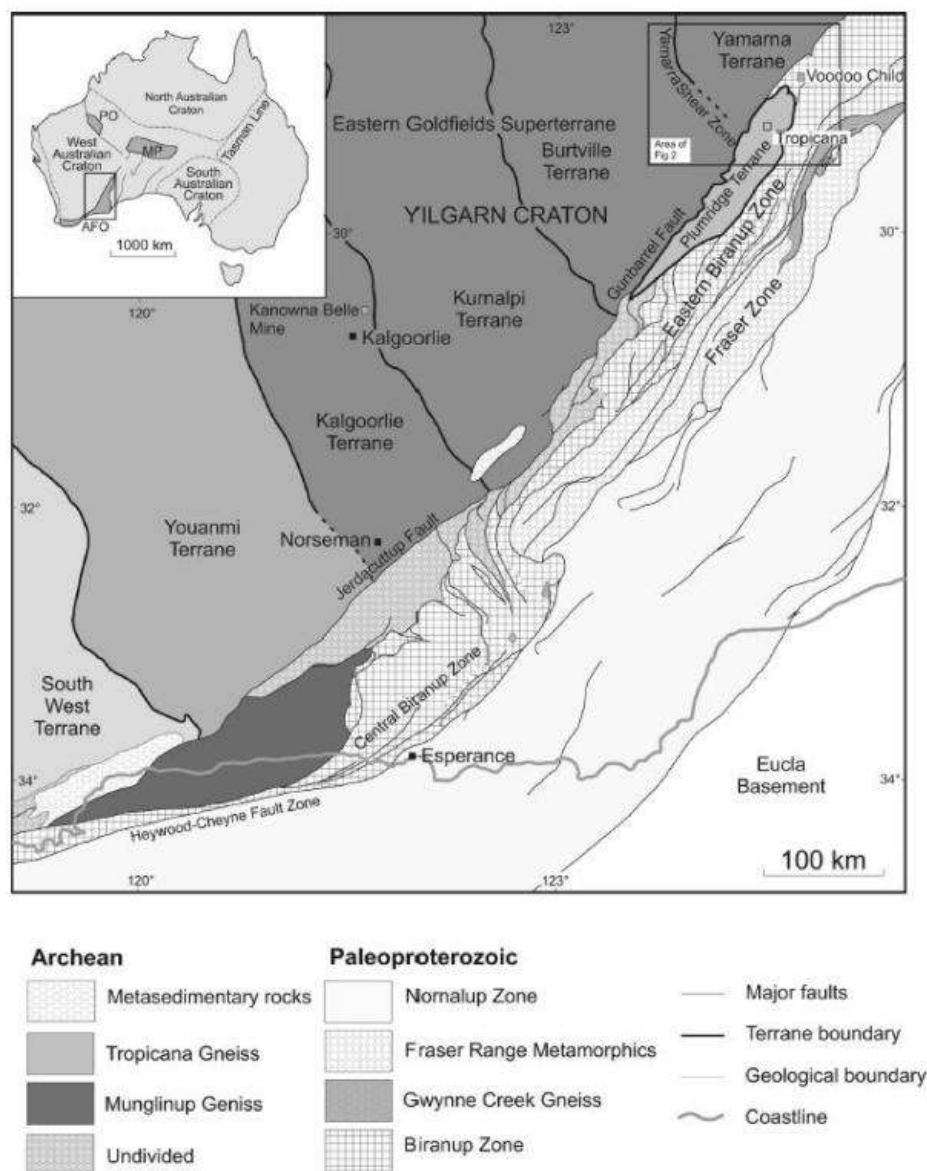 North Australian
Craton
PO
West
Australian
Craton
MP
Tasman Line
South
Australian
Craton
AFO
1000 km
123°
Yamarna
Terrane
Yamarra Shear Zone
Voodoo Child
Area of
Fig 2
Tropicana
Eastern Goldfields Superterrane
Burtville
Terrane
YILGARN CRATON
Plumridge Terrane
Gunbarrel Fault
30°
30°
Eastern Biranup Zone
Fraser Zone
120°
Kanowna Belle
Mine
Kalgoorlie
Kurnalpi
Terrane
Kalgoorlie
Terrane
32°
32°
Youanmi
Terrane
Norseman
Jerdacuttup Fault
South
West
Terrane
Central Biranup Zone
Esperance
34°
34°
Eucla
Basement
Heywood-Cheyne Fault Zone
100 km
120°
123°
Archean
Metasedimentary rocks
Tropicana Gneiss
Munglinup Geniss
Undivided
Paleoproterozoic
Nornalup Zone
Fraser Range Metamorphics
Gwynne Creek Gneiss
Biranup Zone
Major faults
Terrane boundary
Geological boundary
Coastline